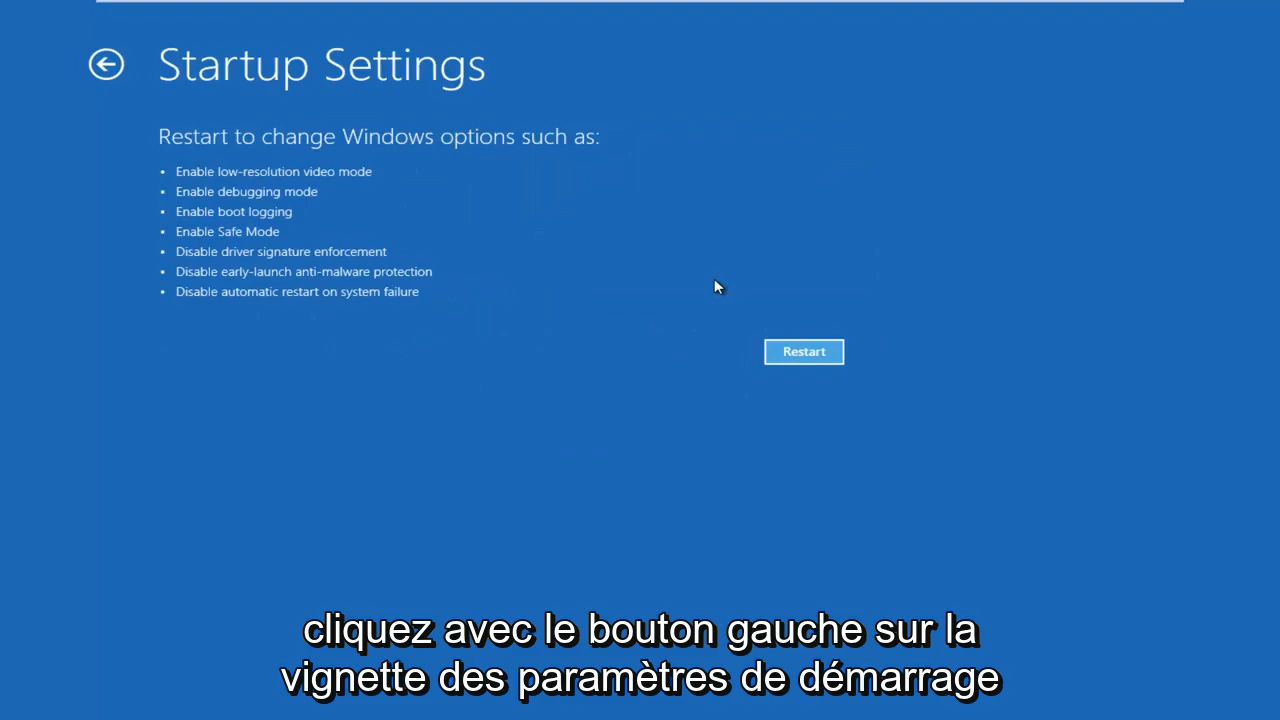 Startup Settings
Restart to change Windows options such as:
• Enable low-resolution video mode
• Enable debugging mode
• Enable boot logging
• Enable Safe Mode
• Disable driver signature enforcement
• Disable early-launch anti-malware protection
• Disable automatic restart on system failure
Restart
cliquez avec le bouton gauche sur la
vignette des paramètres de démarrage